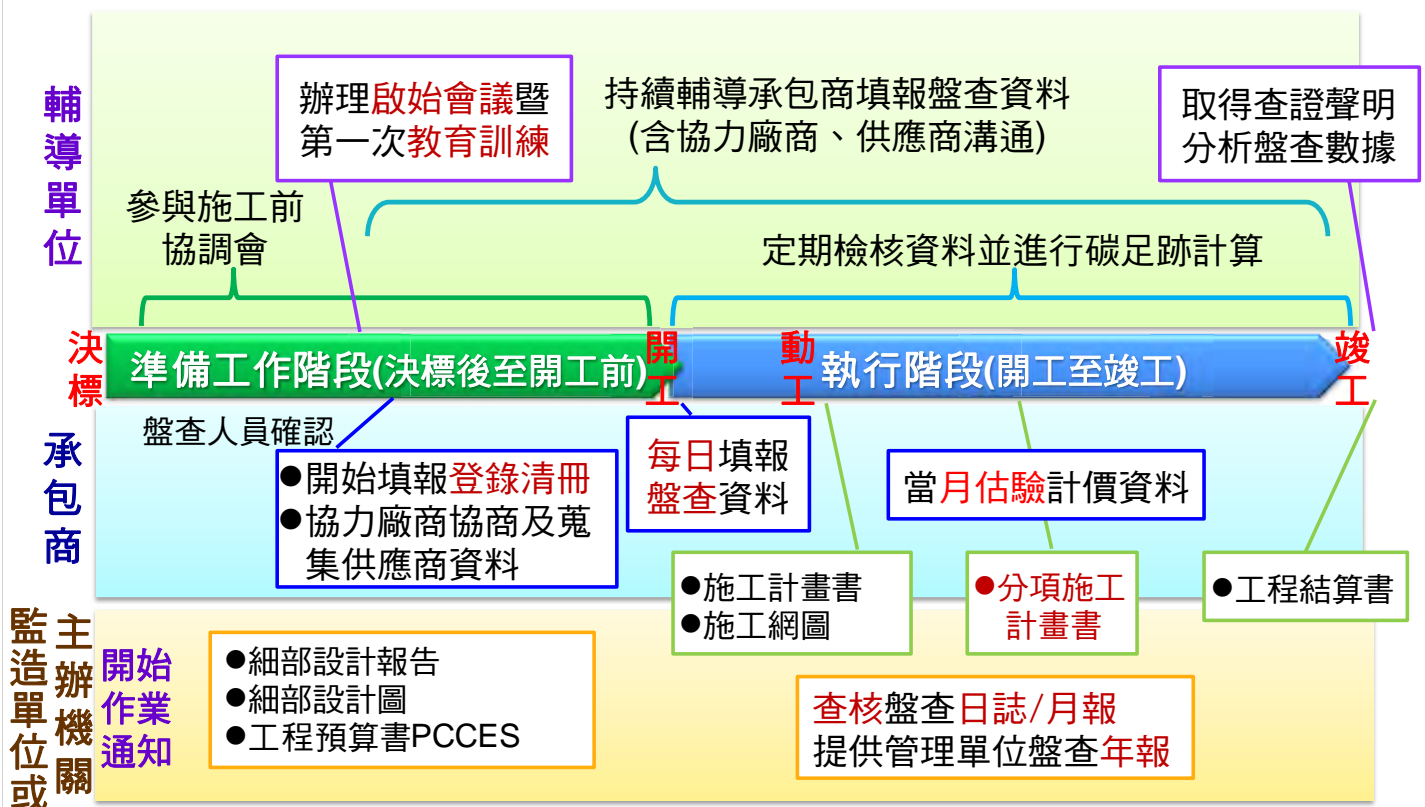 輔導單位
辦理啟始會議暨
第一次教育訓練
持續輔導承包商填報盤查資料
(含協力廠商、供應商溝通)
取得查證聲明
分析盤查數據
參與施工前
協調會
定期檢核資料並進行碳足跡計算
決標
準備工作階段(決標後至開工前)
開工
動工
執行階段(開工至竣工)
竣工
承包商
盤查人員確認
●開始填報登錄清冊
●協力廠商協商及蒐
集供應商資料
每日填報
盤查資料
當月估驗計價資料
●施工計畫書
●施工網圖
●分項施工
計畫書
●工程結算書
監造單位或
主辦機關
開始
作業
通知
●細部設計報告
●細部設計圖
●工程預算書PCCES
查核盤查日誌/月報
提供管理單位盤查年報